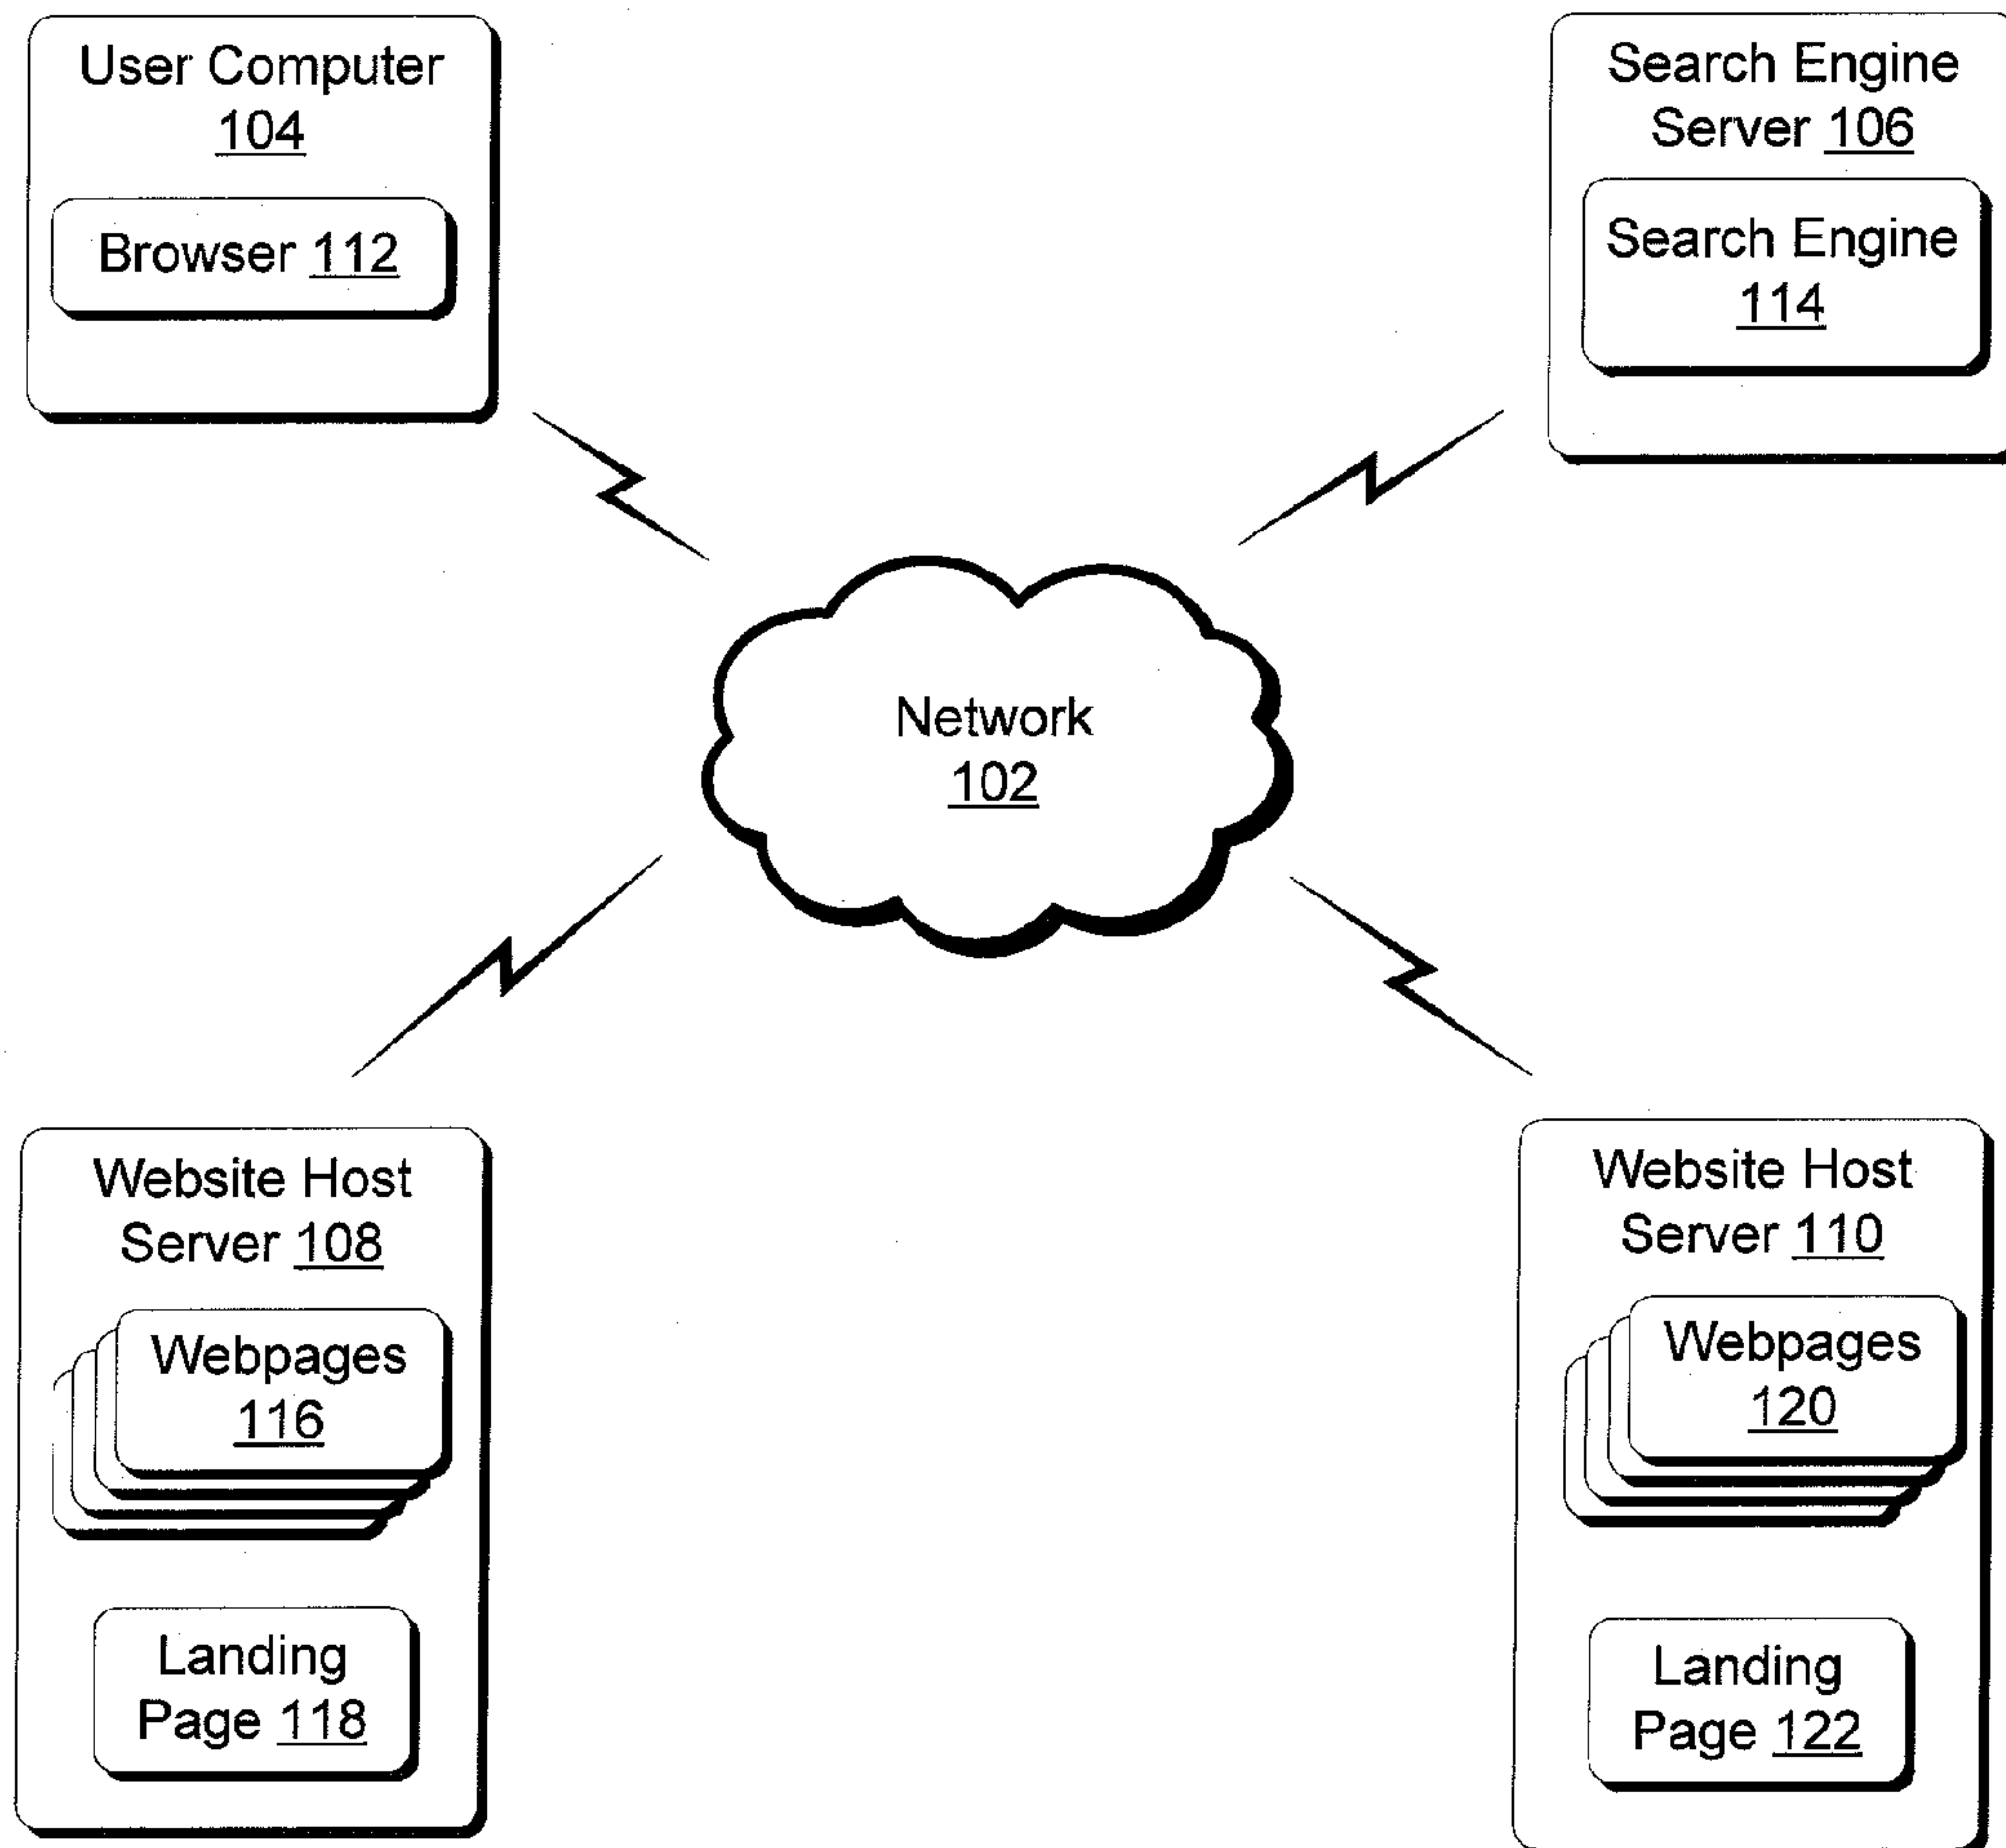 User Computer
104
Browser 112
Search Engine
Server 106
Search Engine
114
Network
102
Website Host
Server 108
Webpages
116
Landing
Page 118
Website Host
Server 110
Webpages
120
Landing
Page 122